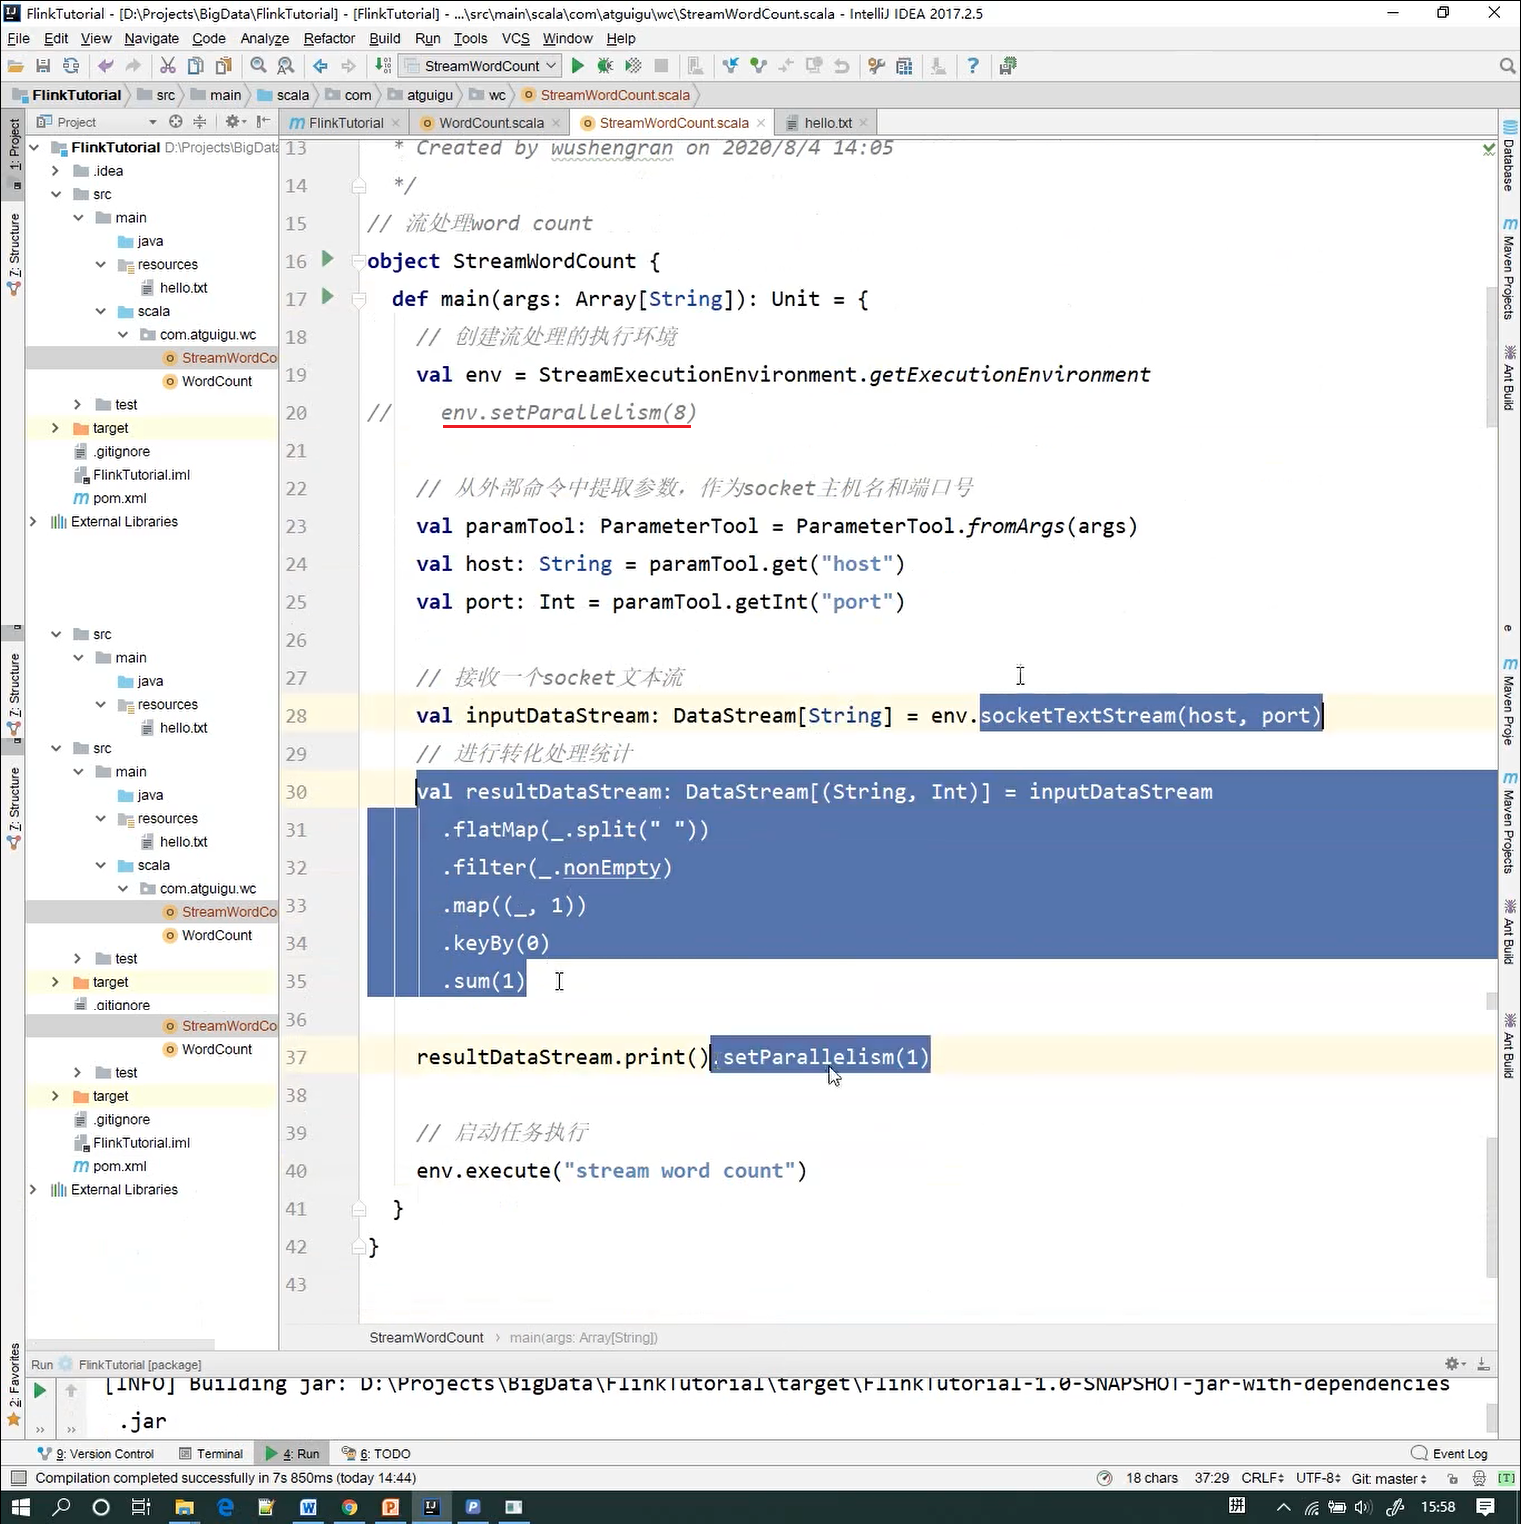 FlinkTutorial - [D:\Projects\BigData\FlinkTutorial] - [FlinkTutorial] - ...\src\main\scala\com\atguigu\wc\StreamWordCount.scala - IntelliJ IDEA 2017.2.5
File Edit View Navigate Code Analyze Refactor Build Run Tools VCS Window Help
StreamWordCount
FlinkTutorial src main scala com atguigu wc StreamWordCount.scala
Project
FlinkTutorial WordCount.scala StreamWordCount.scala hello.txt
1: Project
7: Structure
FlinkTutorial D:\Projects\BigData
.idea
src
main
java
resources
hello.txt
scala
com.atguigu.wc
StreamWordCo
WordCount
test
target
.gitignore
FlinkTutorial.iml
pom.xml
External Libraries
7: Structure
src
main
java
resources
hello.txt
7: Structure
src
main
java
resources
hello.txt
scala
com.atguigu.wc
StreamWordCo
WordCount
test
target
.gitignore
StreamWordCo
WordCount
test
target
.gitignore
FlinkTutorial.iml
pom.xml
External Libraries
13 * Created by wushengran on 2020/8/4 14:05
14 */
15 // 流处理word count
16 object StreamWordCount {
17 def main(args: Array[String]): Unit = {
18 // 创建流处理的执行环境
19 val env = StreamExecutionEnvironment.getExecutionEnvironment
20 // env.setParallelism(8)
21
22 // 从外部命令中提取参数，作为socket主机名和端口号
23 val paramTool: ParameterTool = ParameterTool.fromArgs(args)
24 val host: String = paramTool.get("host")
25 val port: Int = paramTool.getInt("port")
26
27 // 接收一个socket文本流
28 val inputDataStream: DataStream[String] = env.socketTextStream(host, port)
29 // 进行转化处理统计
30 val resultDataStream: DataStream[(String, Int)] = inputDataStream
31 .flatMap(_.split(" "))
32 .filter(_.nonEmpty)
33 .map((_, 1))
34 .keyBy(0)
35 .sum(1)
36
37 resultDataStream.print().setParallelism(1)
38
39 // 启动任务执行
40 env.execute("stream word count")
41 }
42 }
43
StreamWordCount › main(args: Array[String])
Database
Maven Projects
Ant Build
e
Maven Proje
Maven Projects
Ant Build
Ant Build
2: Favorites
Run FlinkTutorial [package]
[INFO] Building jar: D:\Projects\BigData\FlinkTutorial\target\FlinkTutorial-1.0-SNAPSHOT-jar-with-dependencies
.jar
9: Version Control Terminal 4: Run 6: TODO Event Log
Compilation completed successfully in 7s 850ms (today 14:44) 18 chars 37:29 CRLF UTF-8 Git: master [T]
拼 15:58